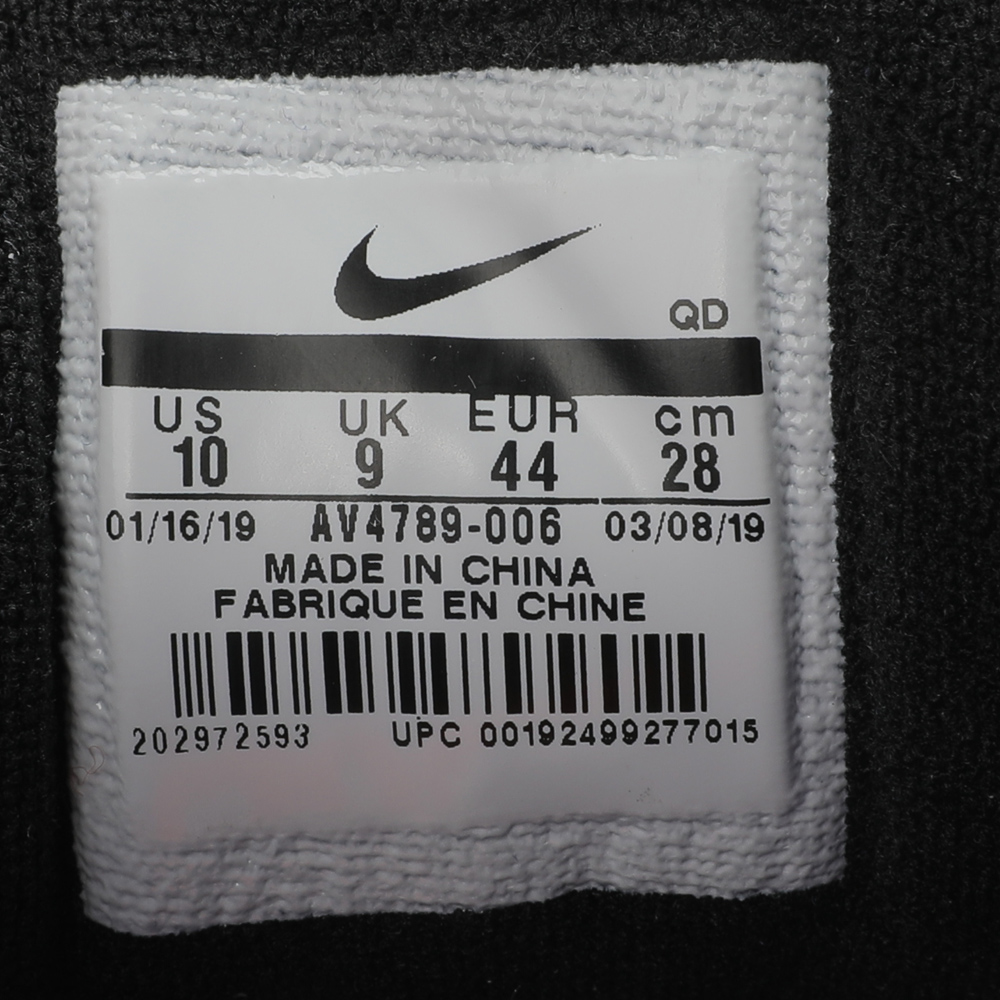 QD
US UK EUR cm
10 9 44 28
01/16/19 AV4789-006 03/08/19
MADE IN CHINA
FABRIQUE EN CHINE
202972593 UPC 00192499277015